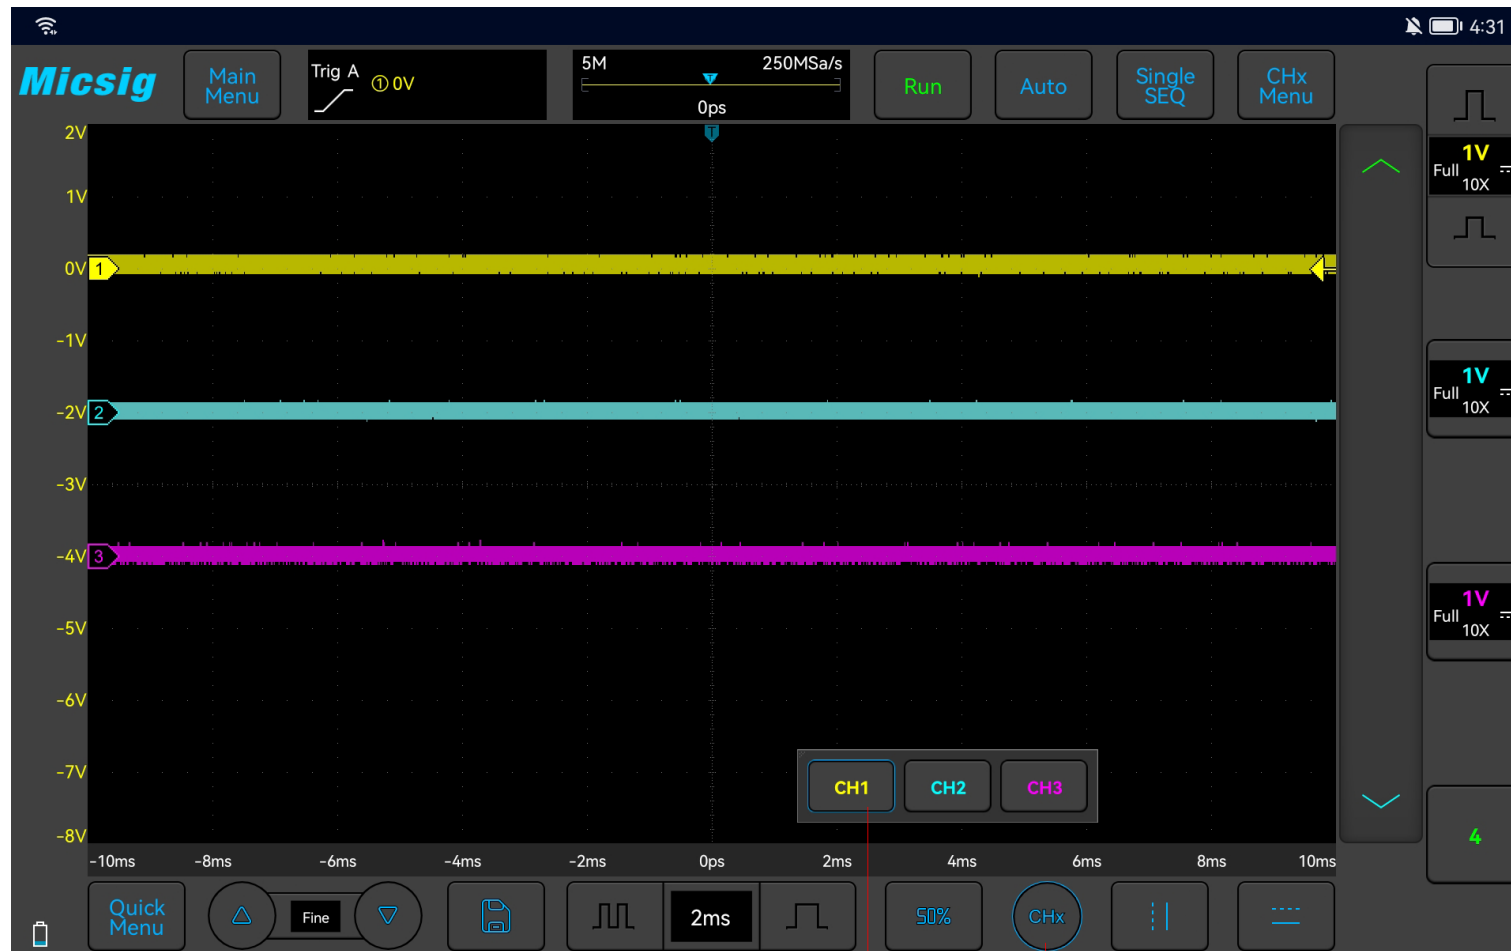 4:31
Micsig
Main
Menu
Trig A
① 0V
5M
250MSa/s
T
0ps
Run
Auto
Single
SEQ
CHx
Menu
T
2V
1V
0V
1
-1V
-2V
2
-3V
-4V
3
-5V
-6V
-7V
-8V
1V
Full
10X
1V
Full
10X
1V
Full
10X
4
CH1
CH2
CH3
-10ms
-8ms
-6ms
-4ms
-2ms
0ps
2ms
4ms
6ms
8ms
10ms
Quick
Menu
Fine
2ms
50%
CHx